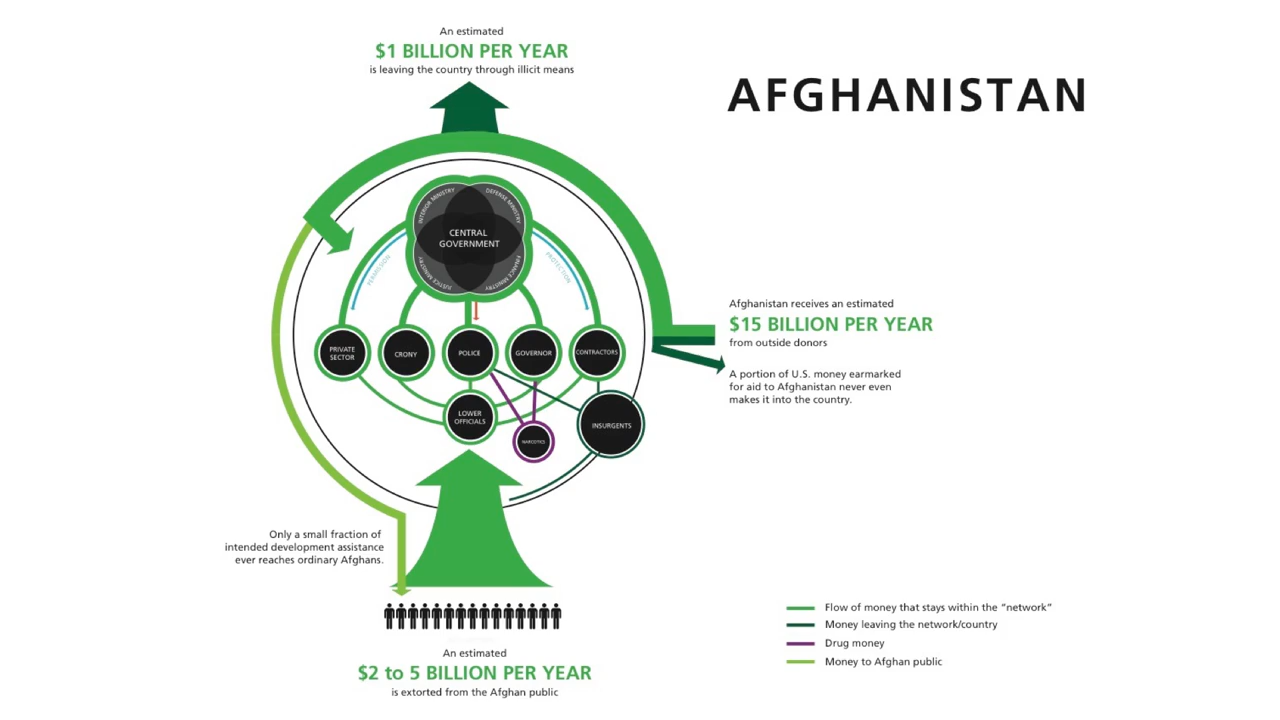 An estimated
$1 BILLION PER YEAR
is leaving the country through illicit means
AFGHANISTAN
INTERIOR MINISTRY
DEFENSE MINISTRY
CENTRAL
GOVERNMENT
JUSTICE MINISTRY
FINANCE MINISTRY
PERMISSION
PROTECTION
Afghanistan receives an estimated
$15 BILLION PER YEAR
from outside donors
PRIVATE
SECTOR
CRONY
POLICE
GOVERNOR
CONTRACTORS
A portion of U.S. money earmarked
for aid to Afghanistan never even
makes it into the country.
LOWER
OFFICIALS
INSURGENTS
NARCOTICS
Only a small fraction of
intended development assistance
ever reaches ordinary Afghans.
An estimated
$2 to 5 BILLION PER YEAR
is extorted from the Afghan public
Flow of money that stays within the “network”
Money leaving the network/country
Drug money
Money to Afghan public